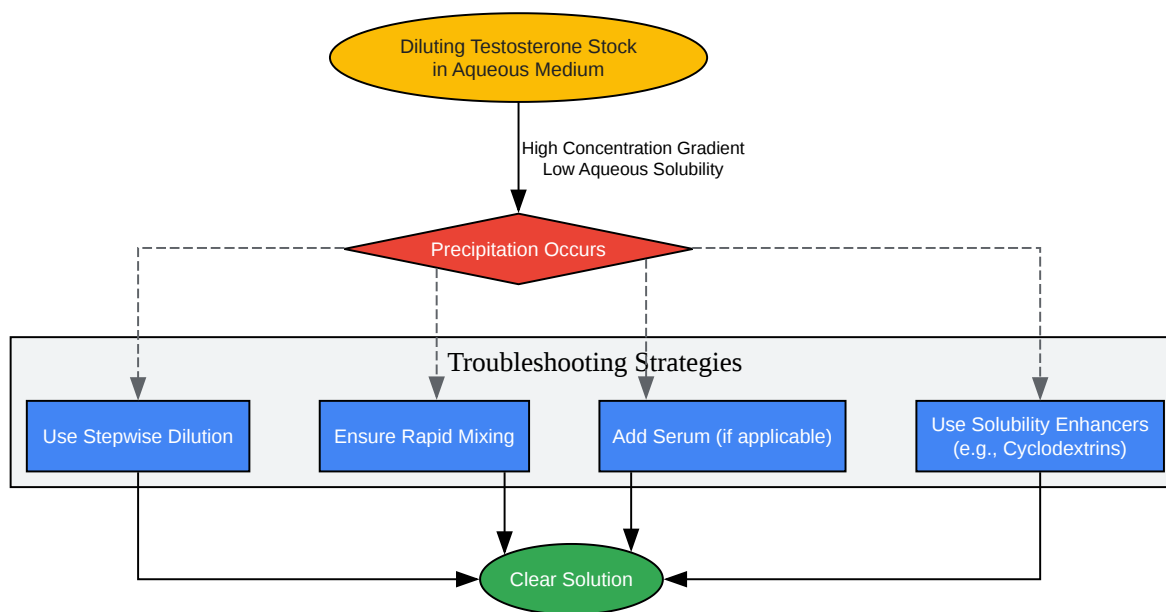 Diluting Testosterone Stock
in Aqueous Medium
High Concentration Gradient
Low Aqueous Solubility
Precipitation Occurs
Troubleshooting Strategies
Use Stepwise Dilution
Ensure Rapid Mixing
Add Serum (if applicable)
Use Solubility Enhancers
(e.g., Cyclodextrins)
Clear Solution